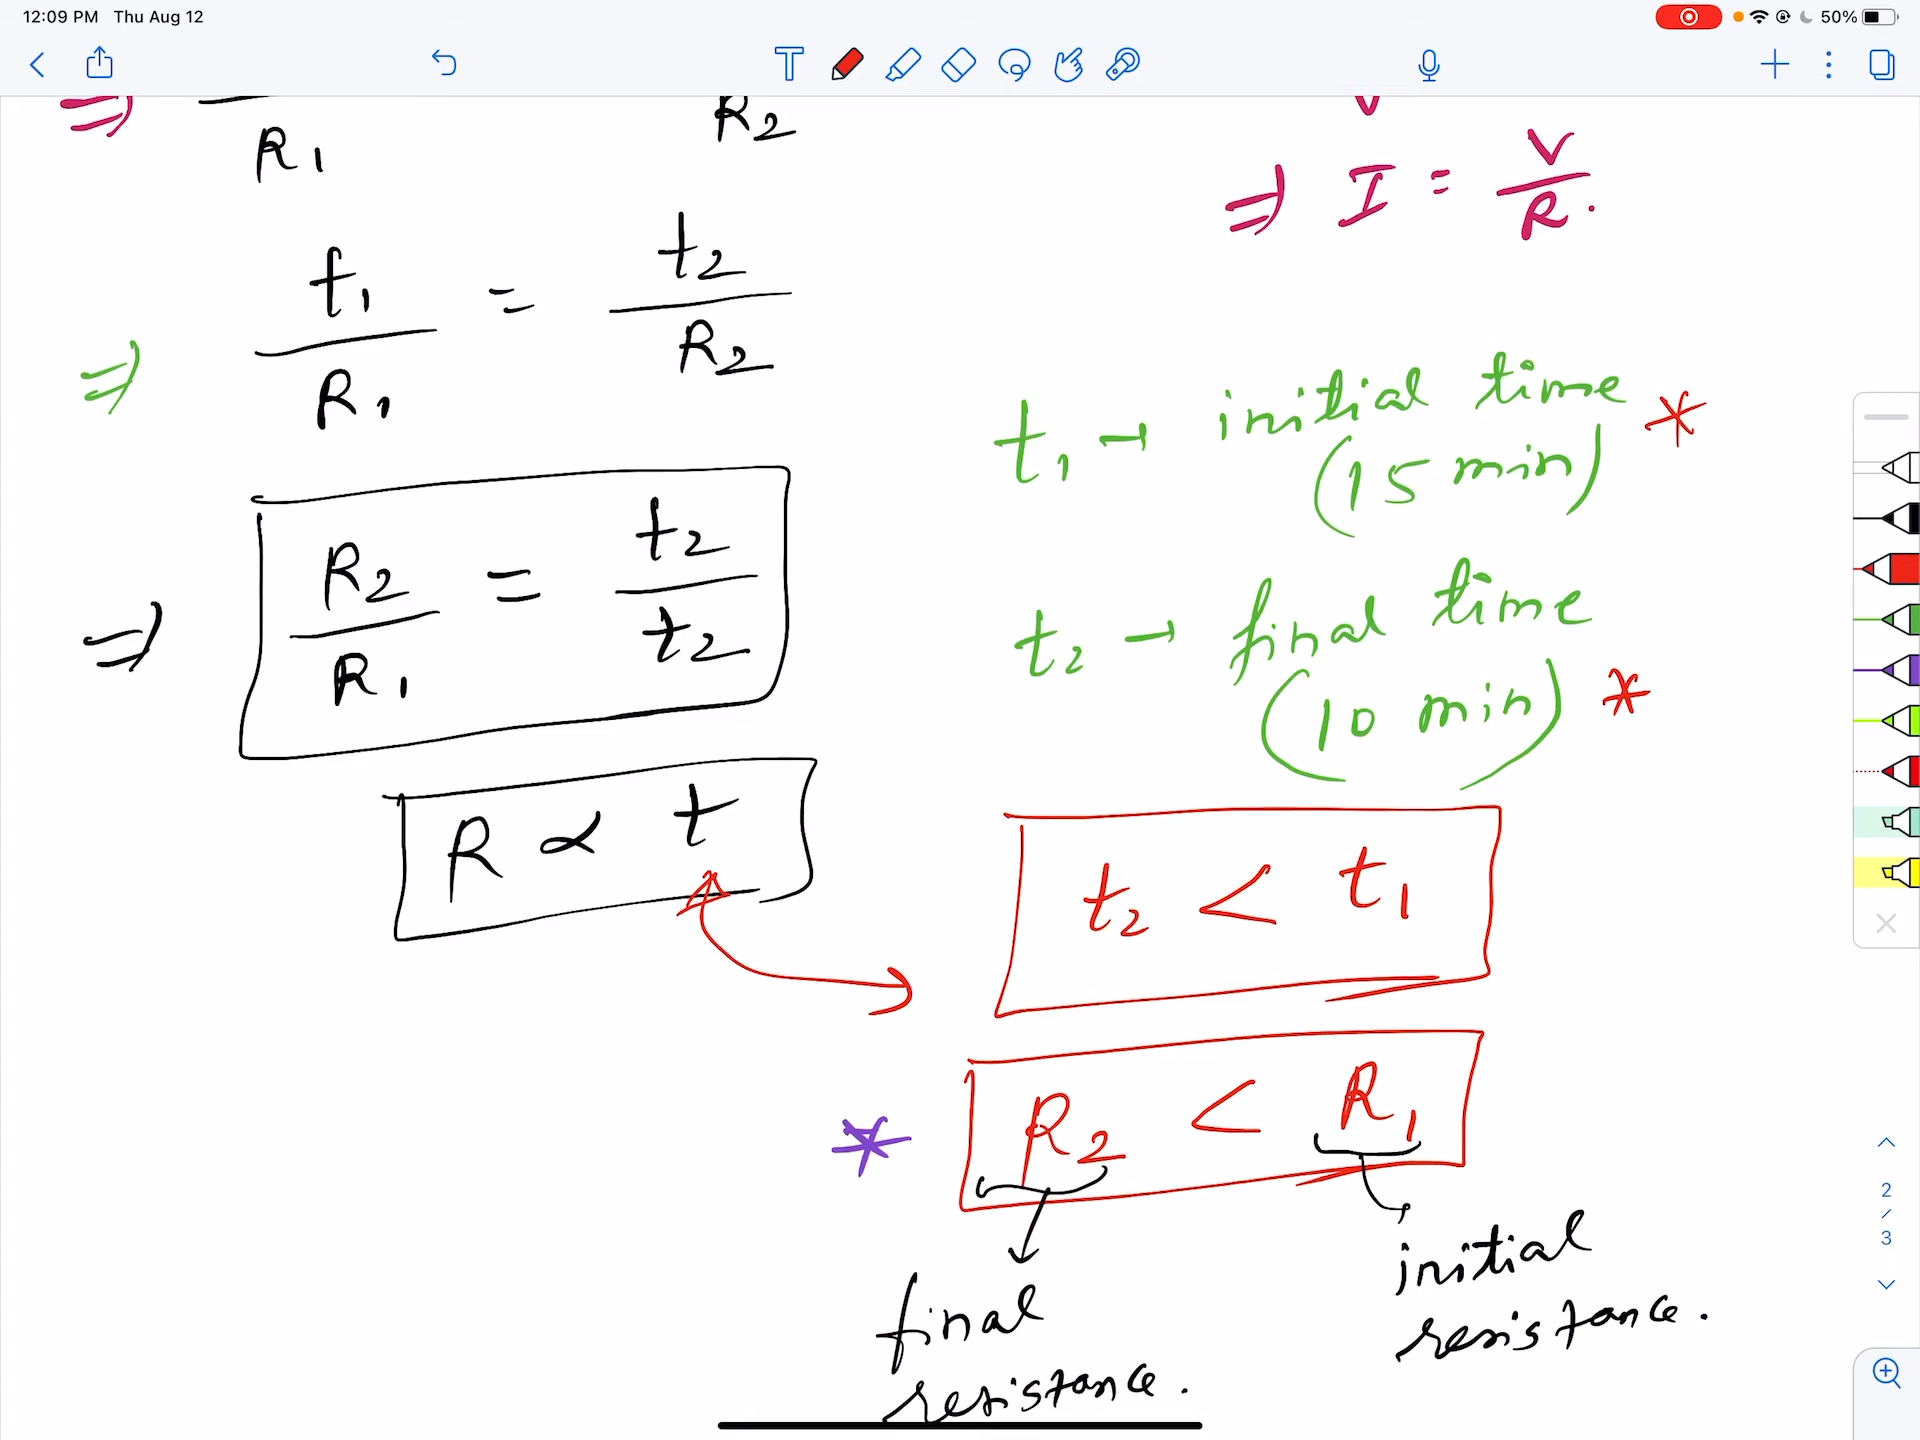 12:09 PM Thu Aug 12
50%
⇒ R1 R2
V
⇒ I = V/R.
⇒ t1/R1 = t2/R2
t1 → initial time *
(15 min)
⇒ R2/R1 = t2/t2
t2 → final time
(10 min) *
R ∝ t
t2 < t1
* R2 < R1
final
resistance.
initial
resistance.
2
/
3